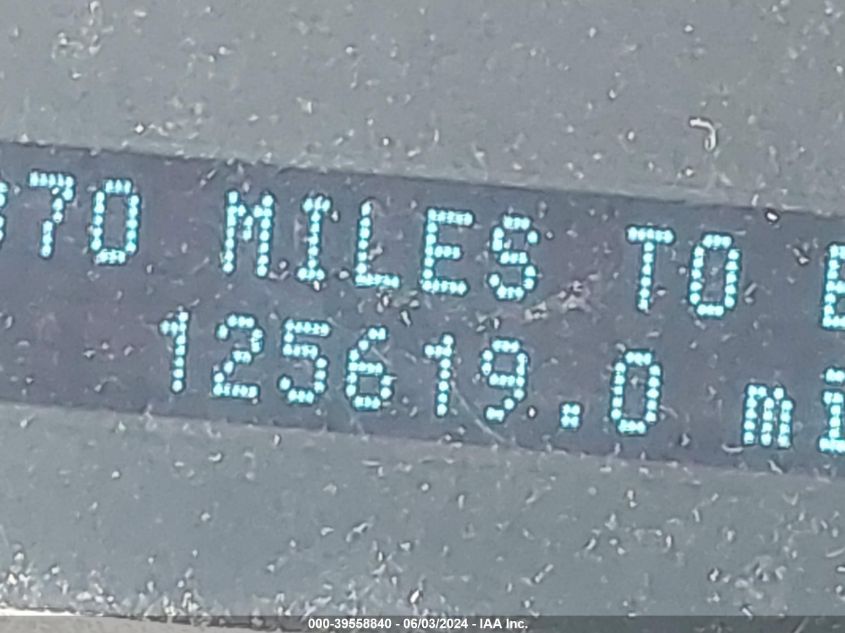 70 MILES TO E
125619.0 mi
000-39558840 - 06/03/2024 - IAA Inc.